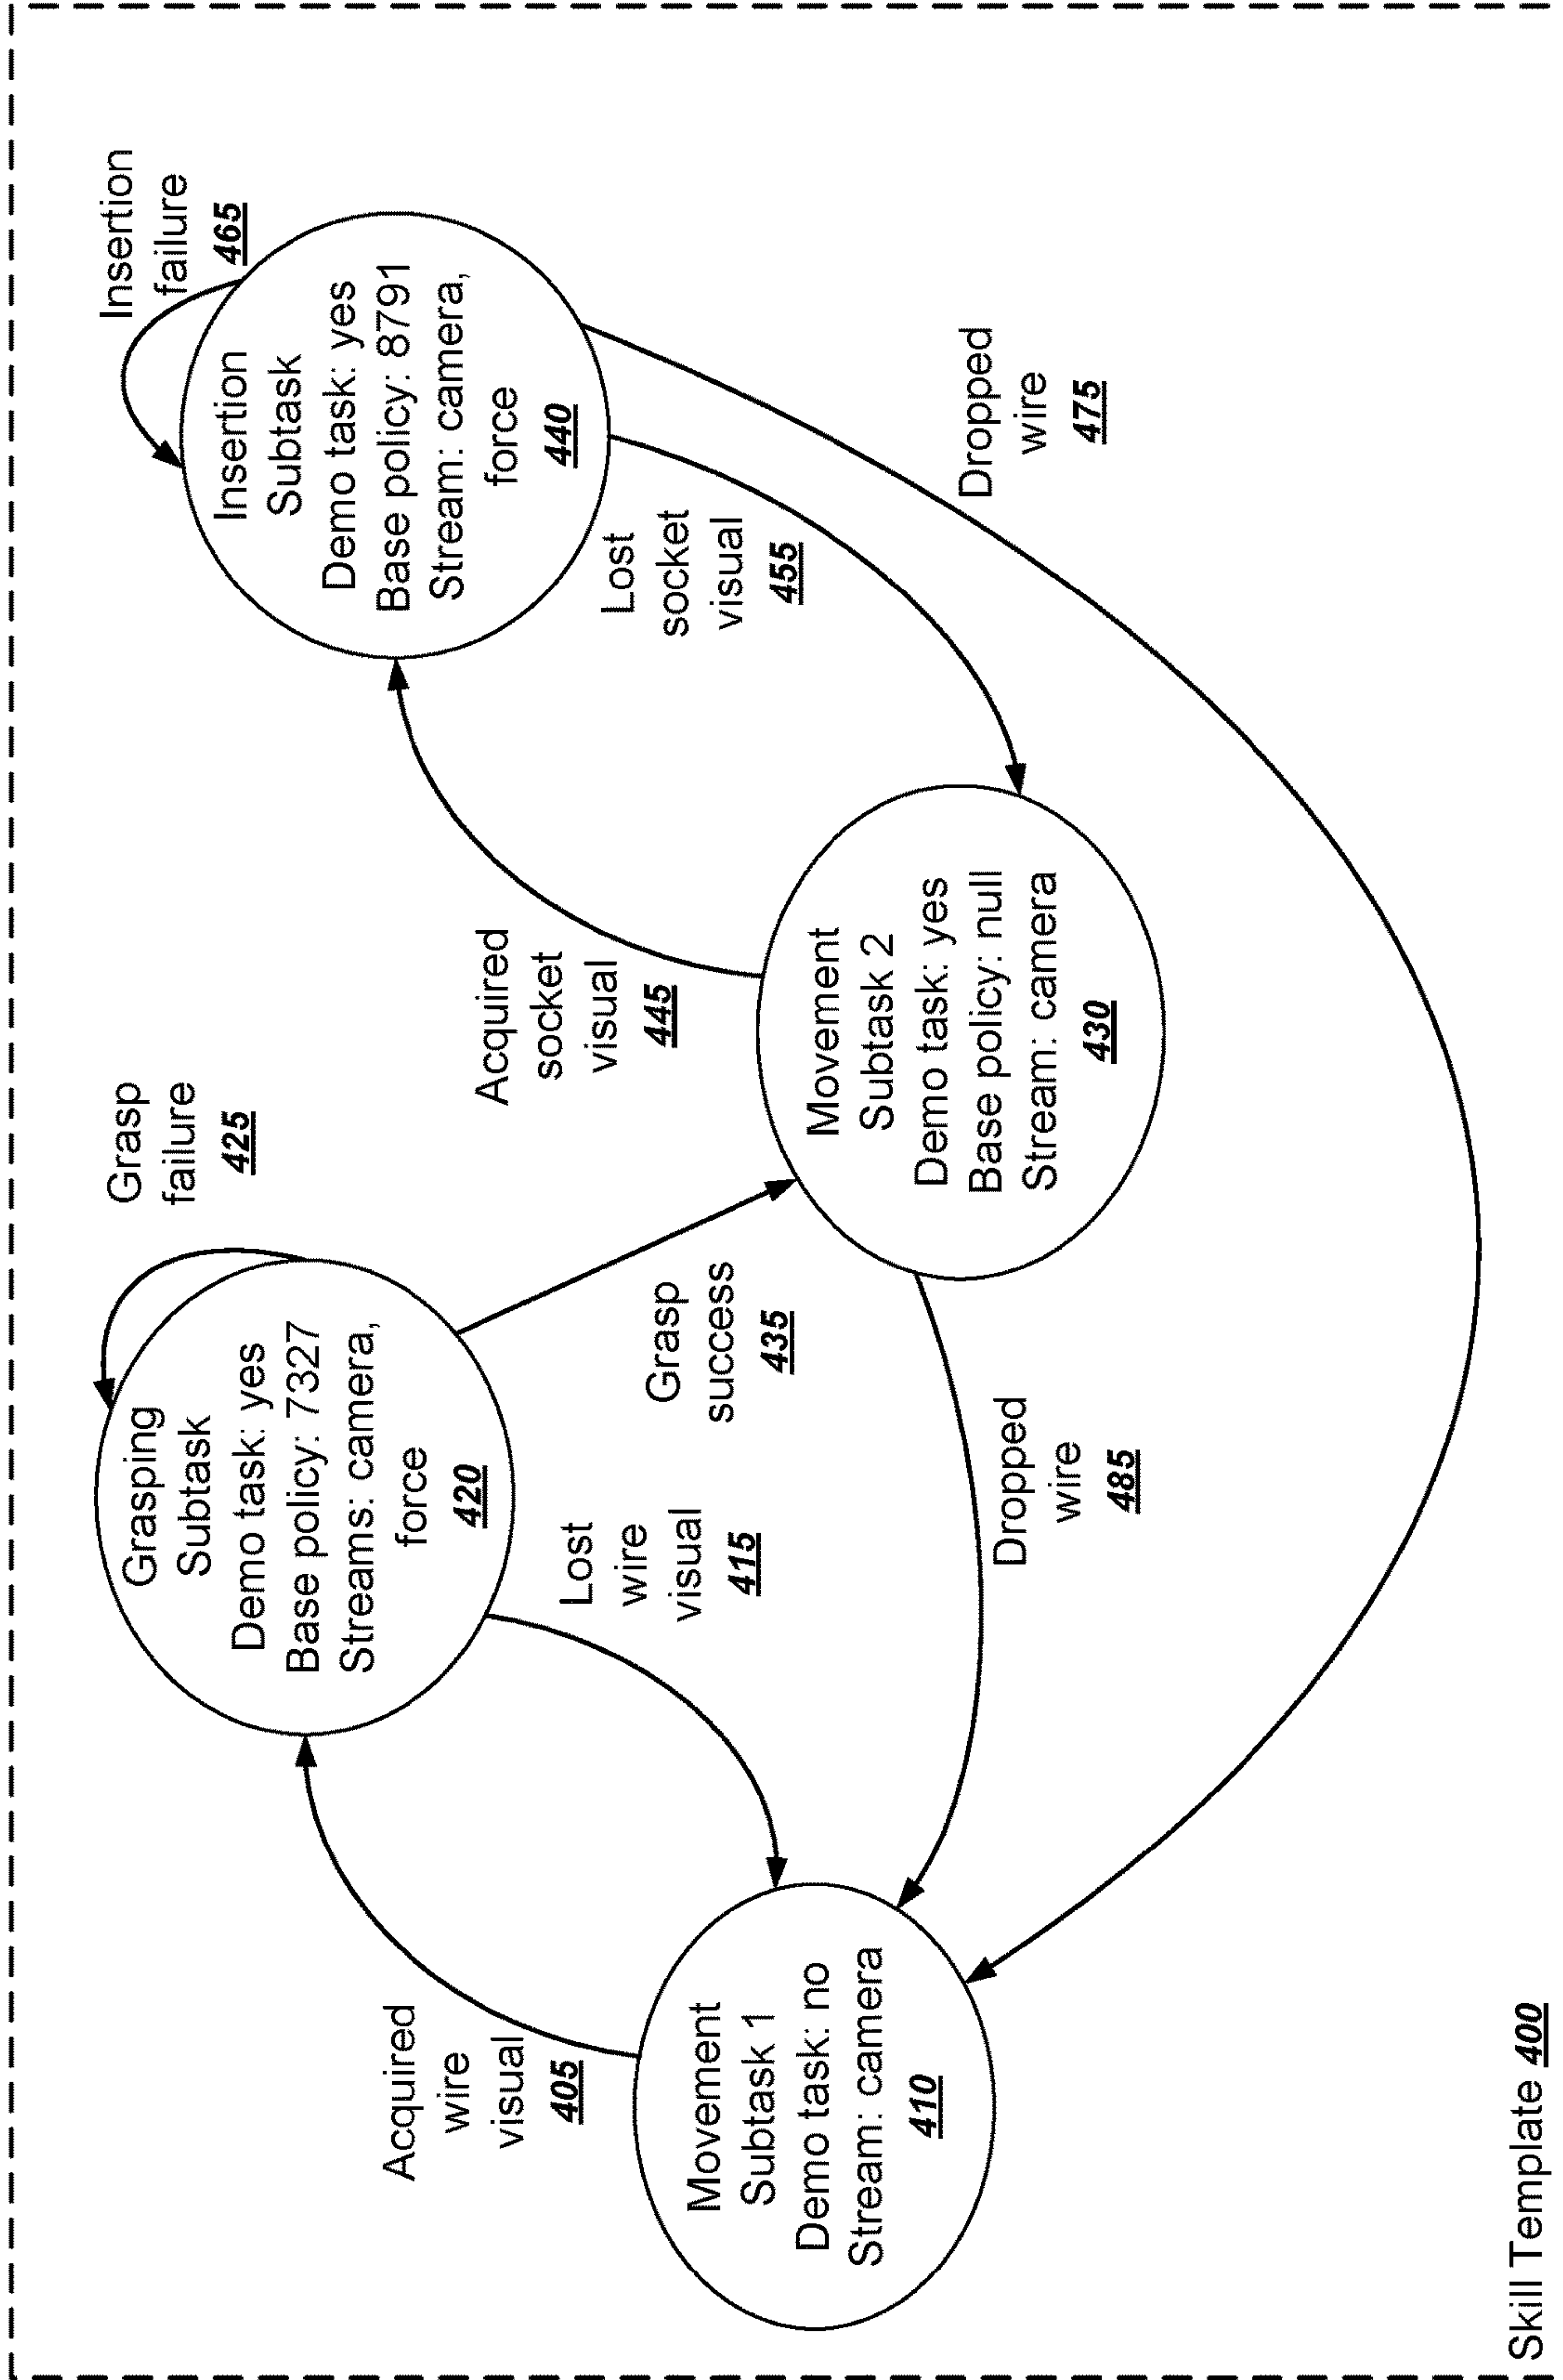 Grasp
failure
425
Insertion
failure
465
Grasping
Subtask
Demo task: yes
Base policy: 7327
Streams: camera,
force
420
Insertion
Subtask
Demo task: yes
Base policy: 8791
Stream: camera,
force
440
Acquired
wire
visual
405
Lost
wire
visual
415
Grasp
success
435
Acquired
socket
visual
445
Lost
socket
visual
455
Movement
Subtask 1
Demo task: no
Stream: camera
410
Movement
Subtask 2
Demo task: yes
Base policy: null
Stream: camera
430
Dropped
wire
485
Dropped
wire
475
Skill Template 400